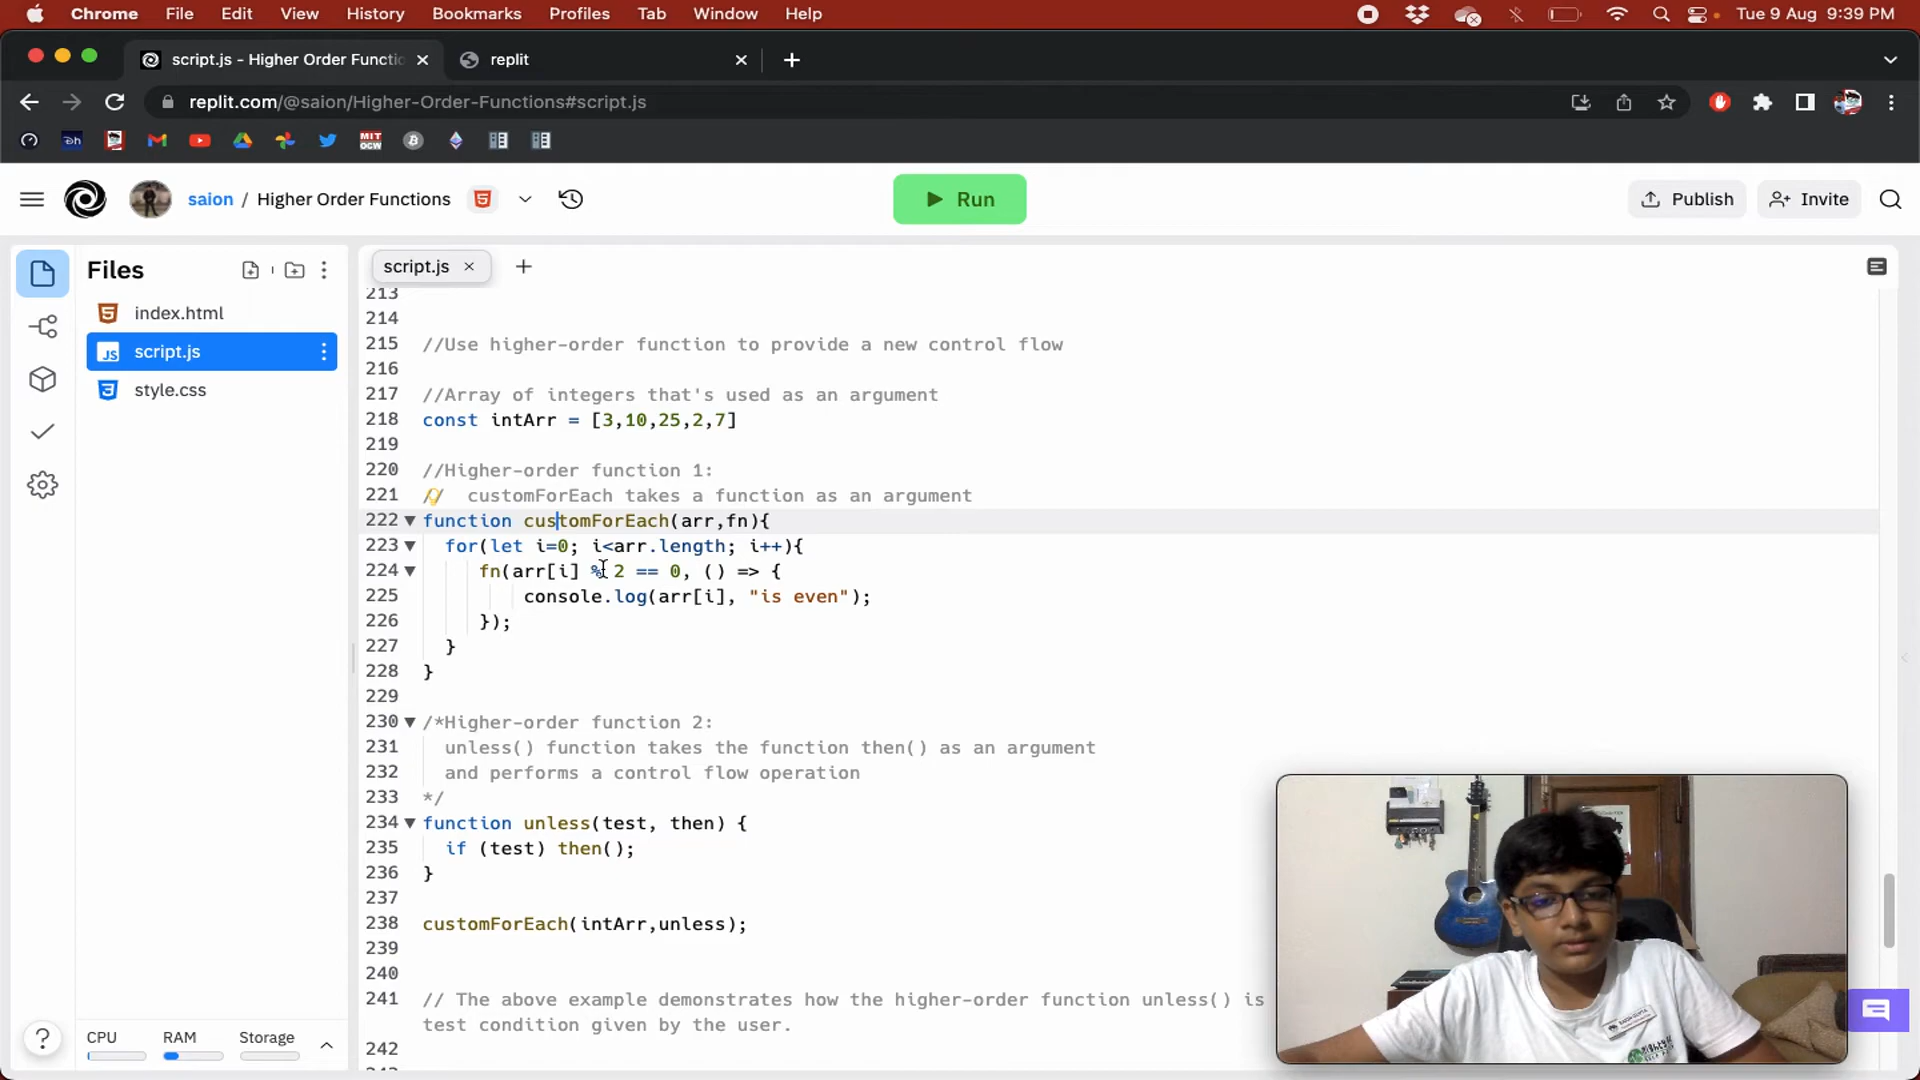 Chrome File Edit View History Bookmarks Profiles Tab Window Help Tue 9 Aug 9:39 PM
script.js - Higher Order Functi
replit
replit.com/@saion/Higher-Order-Functions#script.js
Dh MIT OCW
saion / Higher Order Functions
Run
Publish
Invite
Files
script.js
index.html
JS script.js
style.css
213
214
215 //Use higher-order function to provide a new control flow
216
217 //Array of integers that's used as an argument
218 const intArr = [3,10,25,2,7]
219
220 //Higher-order function 1:
221 // customForEach takes a function as an argument
222 function customForEach(arr,fn){
223 for(let i=0; i<arr.length; i++){
224 fn(arr[i] % 2 == 0, () => {
225 console.log(arr[i], "is even");
226 });
227 }
228 }
229
230 /*Higher-order function 2:
231 unless() function takes the function then() as an argument
232 and performs a control flow operation
233 */
234 function unless(test, then) {
235 if (test) then();
236 }
237
238 customForEach(intArr,unless);
239
240
241 // The above example demonstrates how the higher-order function unless() is
test condition given by the user.
242
CPU RAM Storage
?